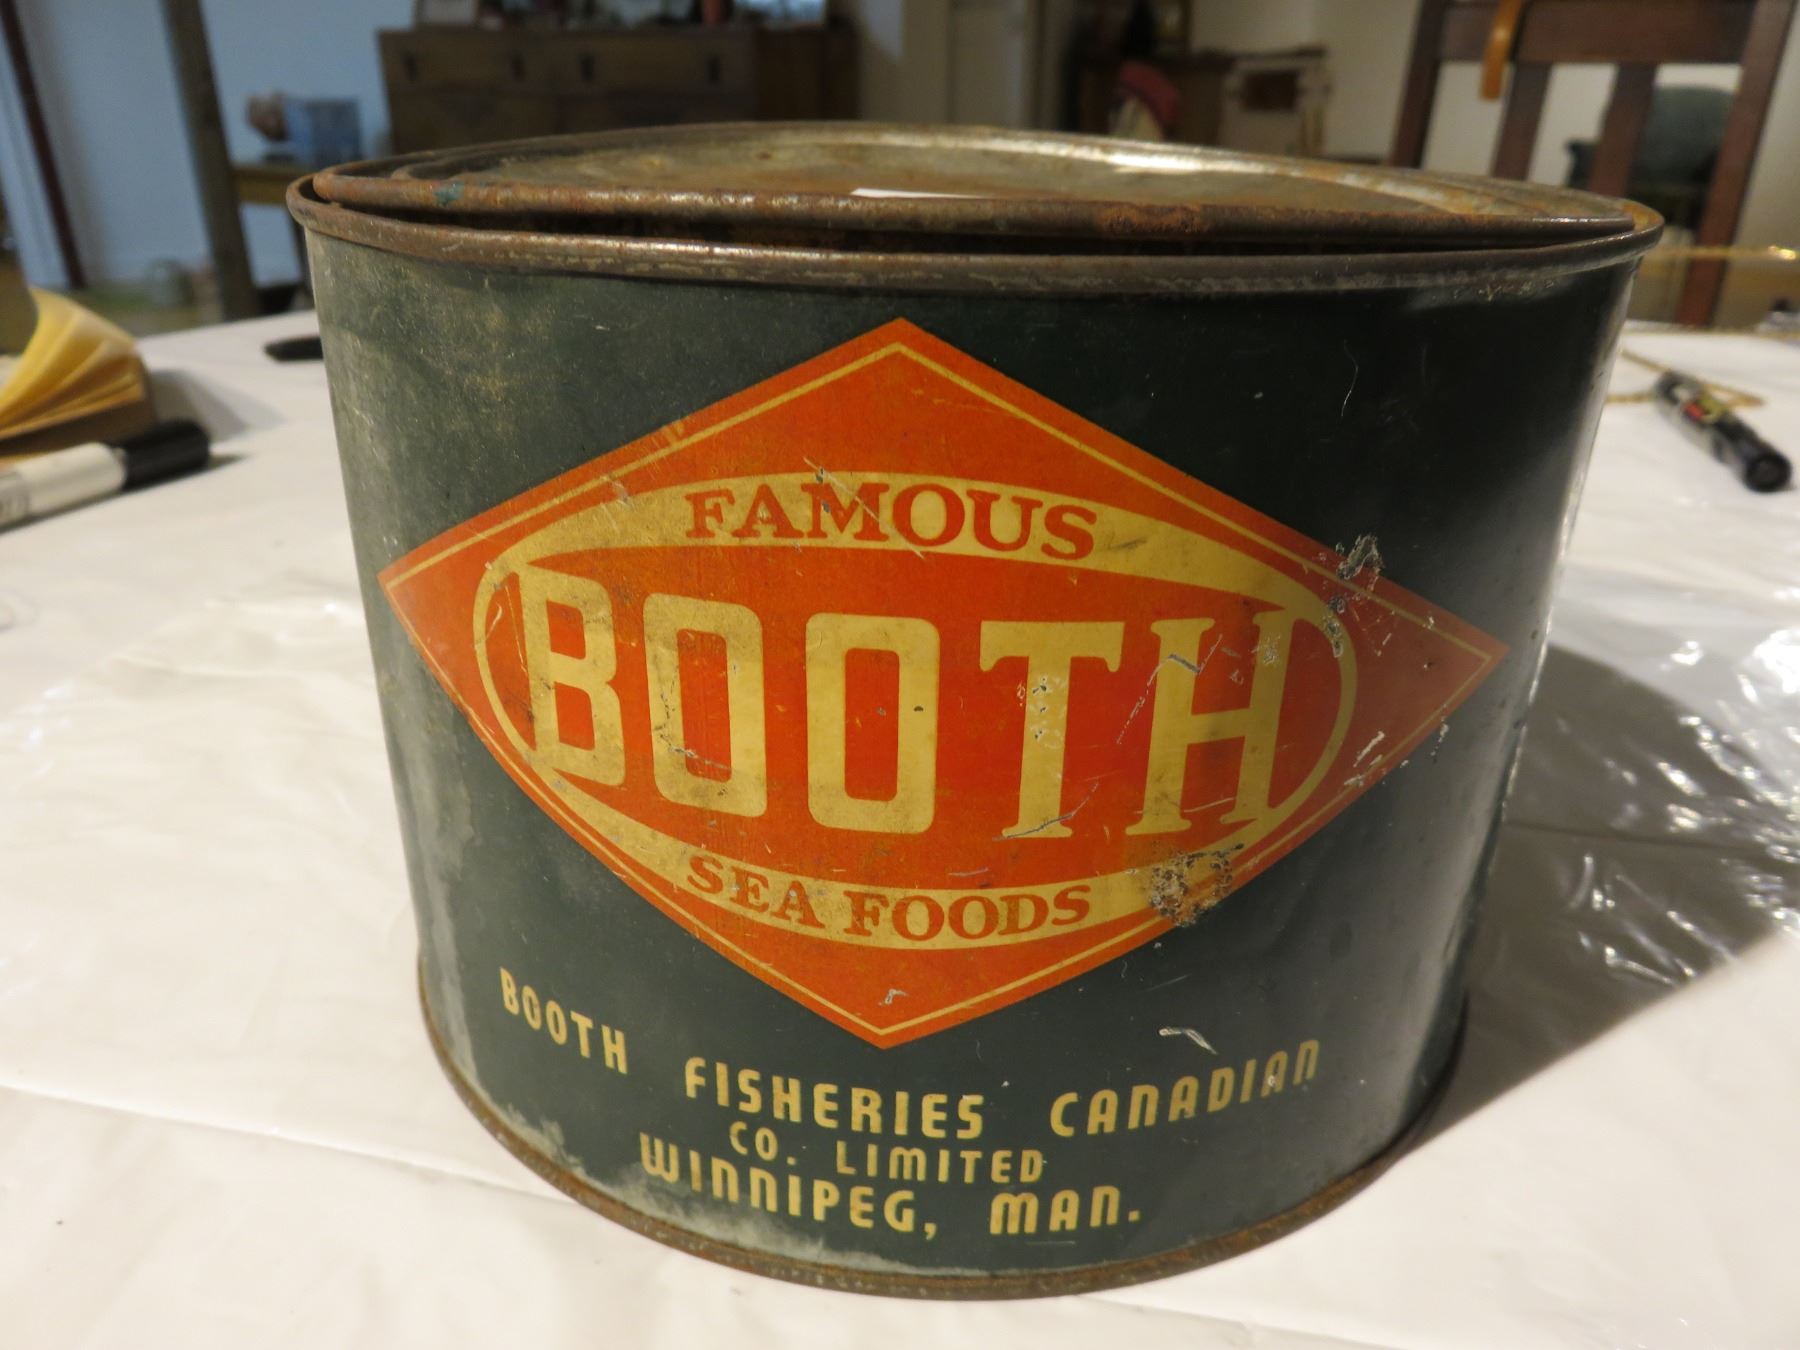 FAMOUS
BOOTH
SEA FOODS
BOOTH FISHERIES CANADIAN
CO. LIMITED
WINNIPEG, MAN.